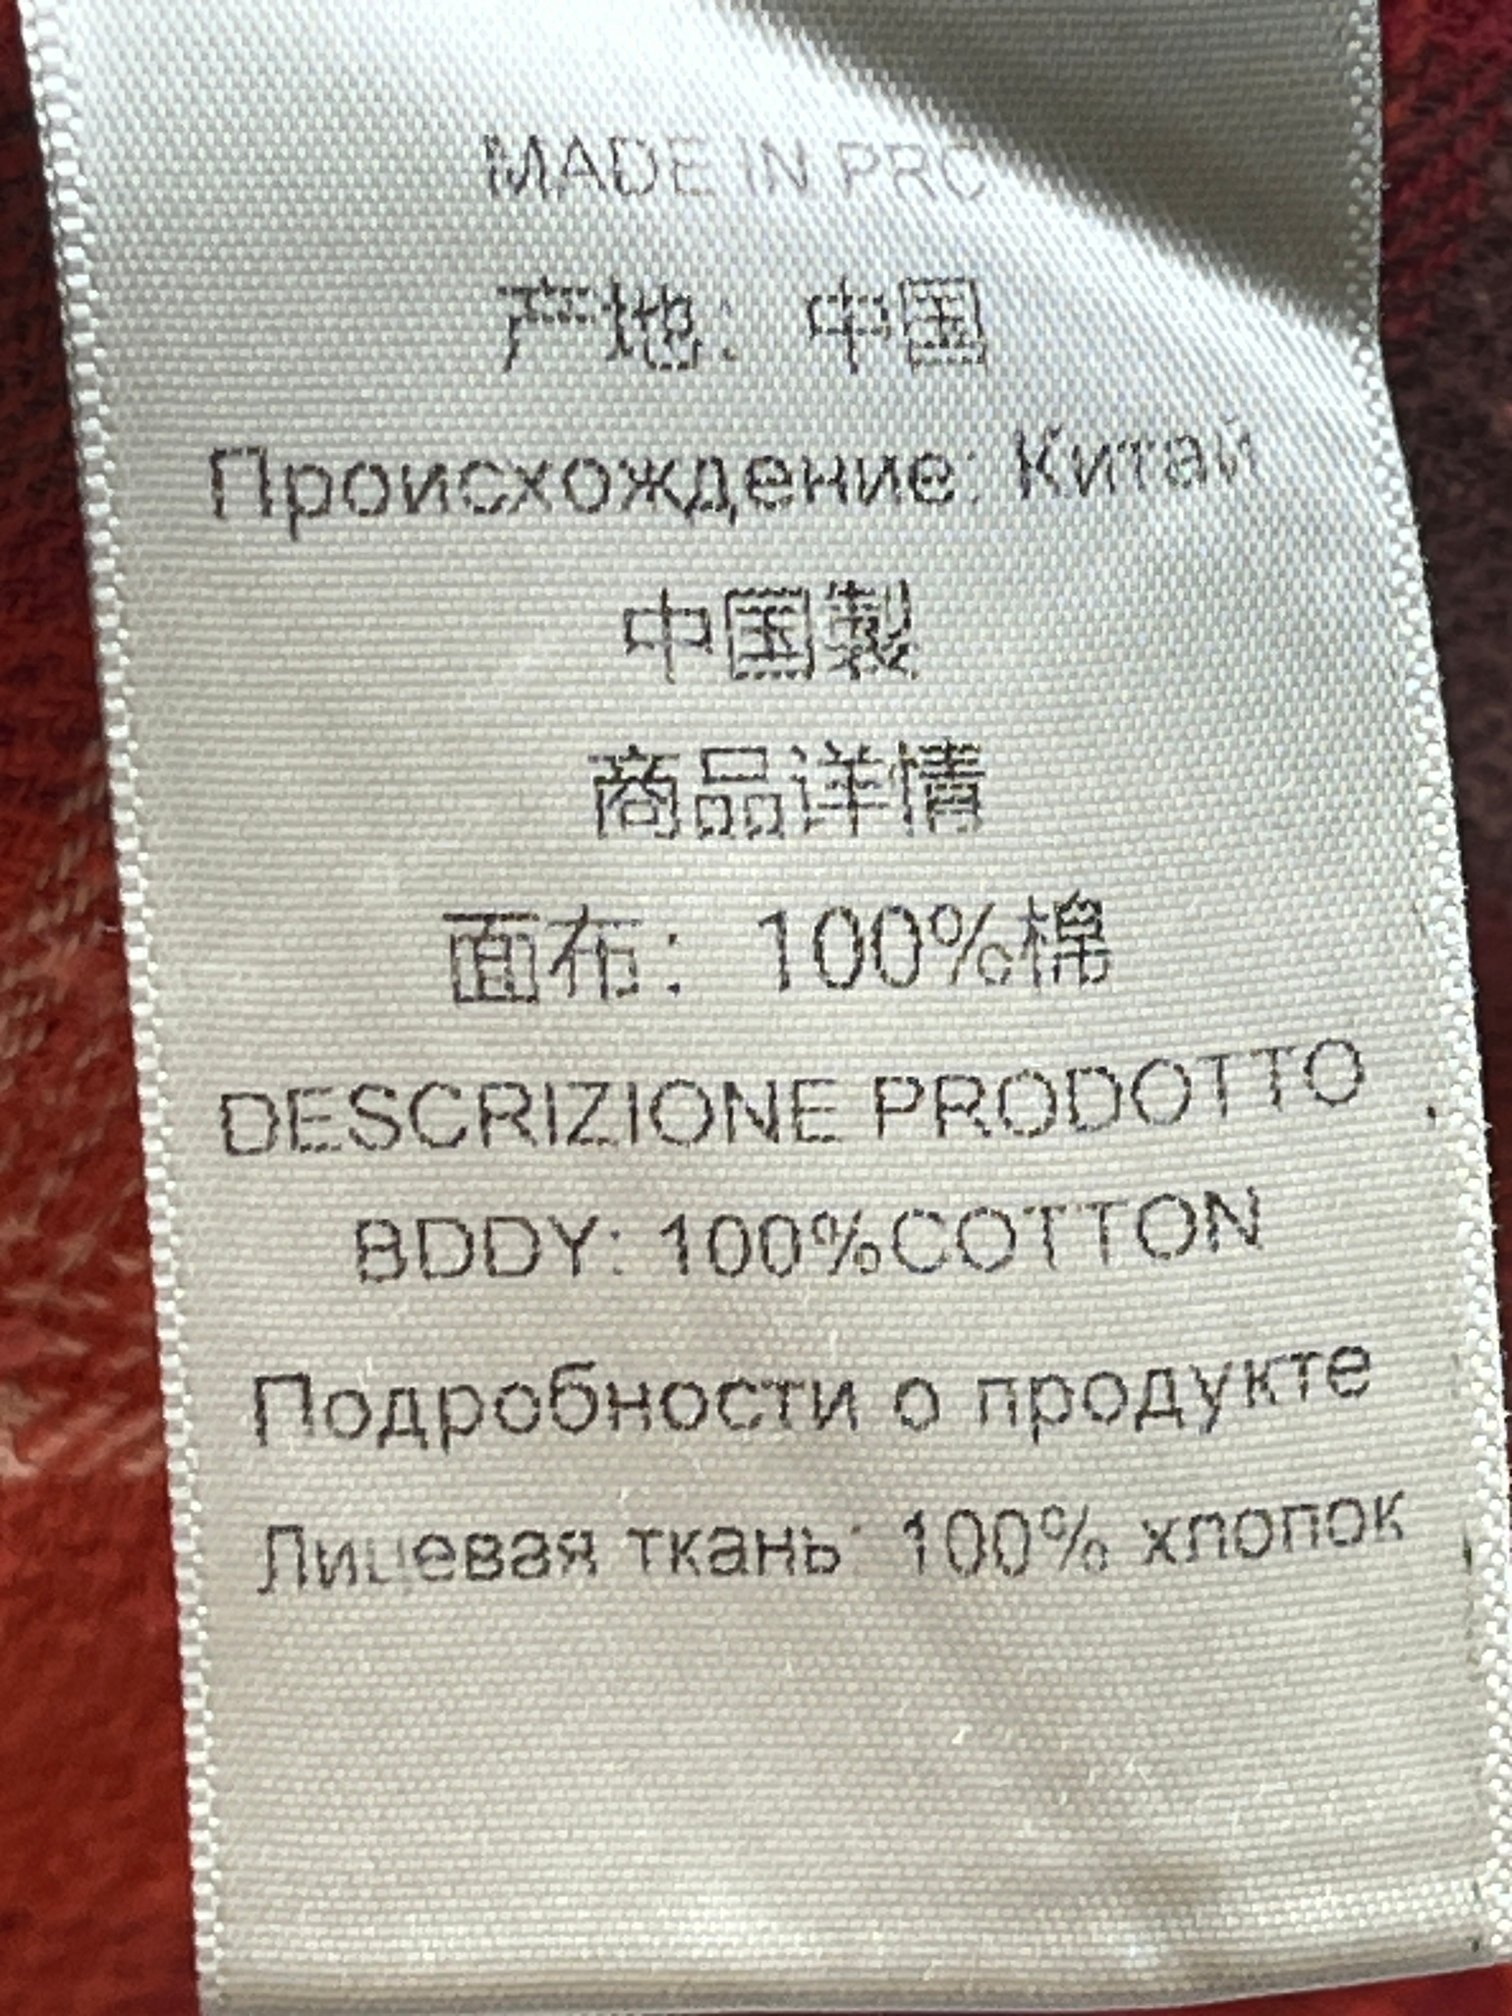 MADE IN PRC
产地：中国
Происхождение: Китай
中国製
商品详情
面布：100%棉
DESCRIZIONE PRODOTTO
BDDY: 100%COTTON
Подробности о продукте
Лицевая ткань: 100% хлопок